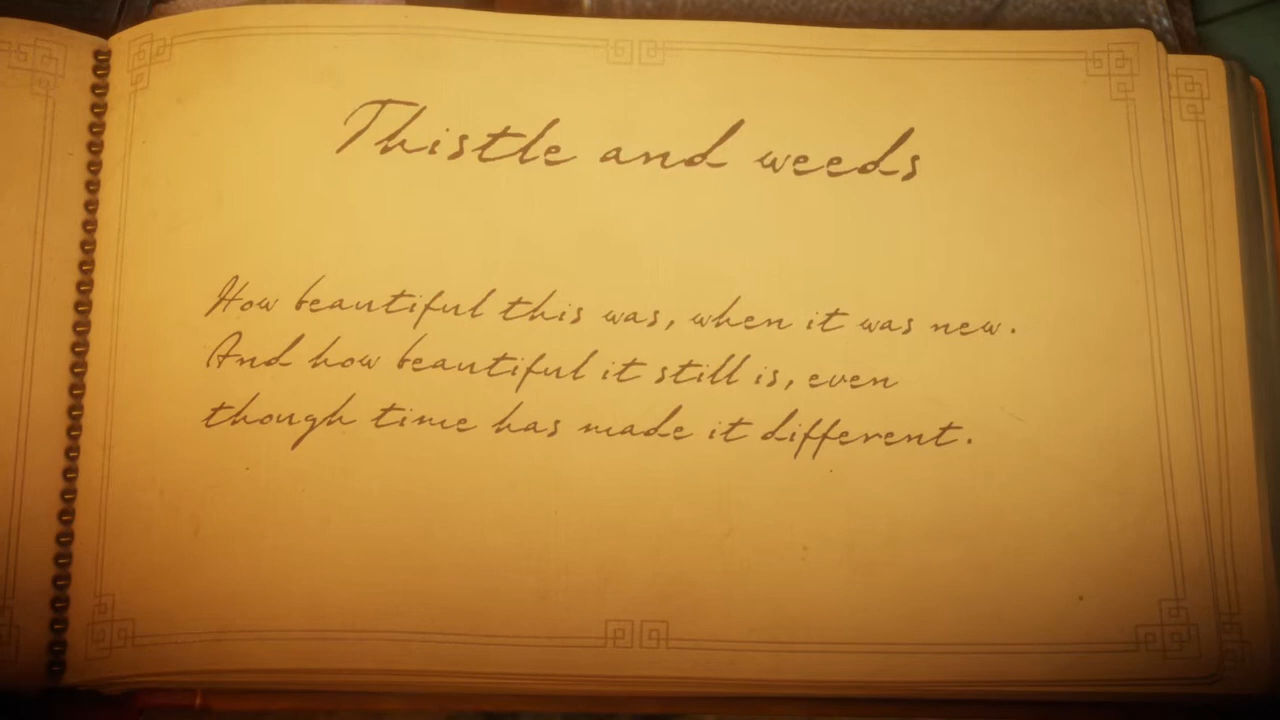 Thistle and weeds
How beautiful this was, when it was new.
And how beautiful it still is, even
though time has made it different.